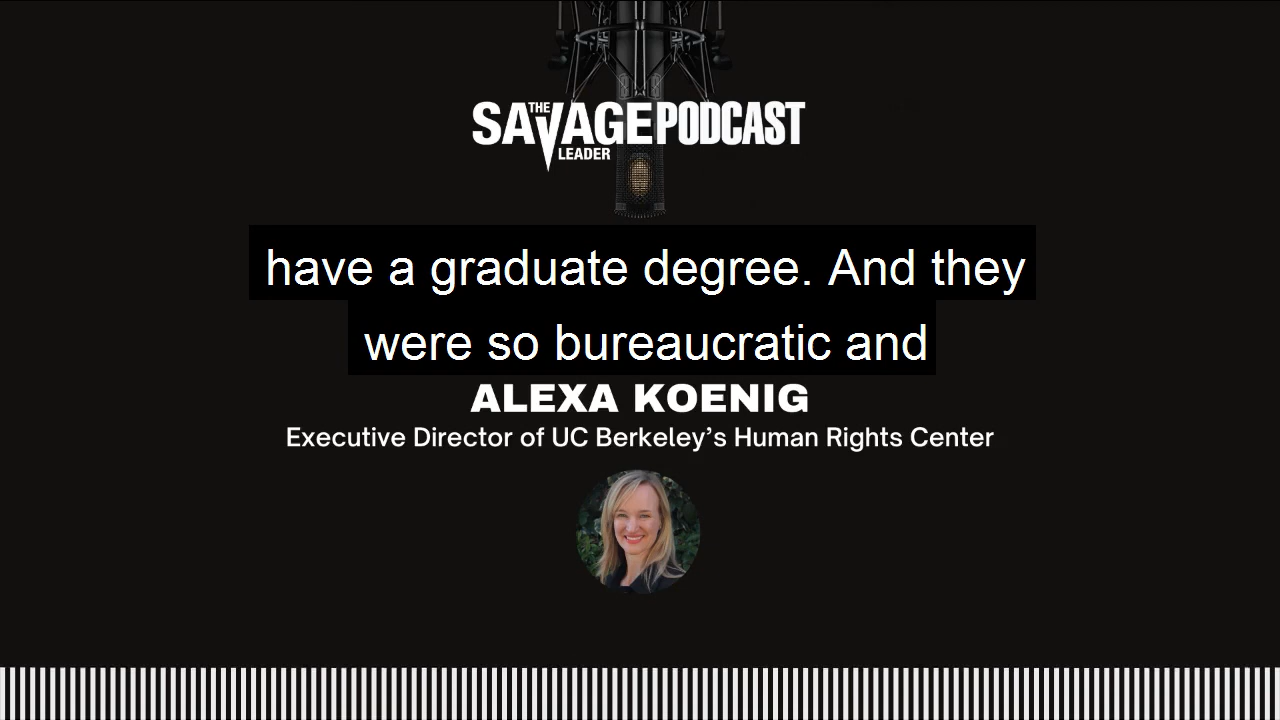 THE
SAVAGE PODCAST
LEADER
have a graduate degree. And they
were so bureaucratic and
ALEXA KOENIG
Executive Director of UC Berkeley’s Human Rights Center